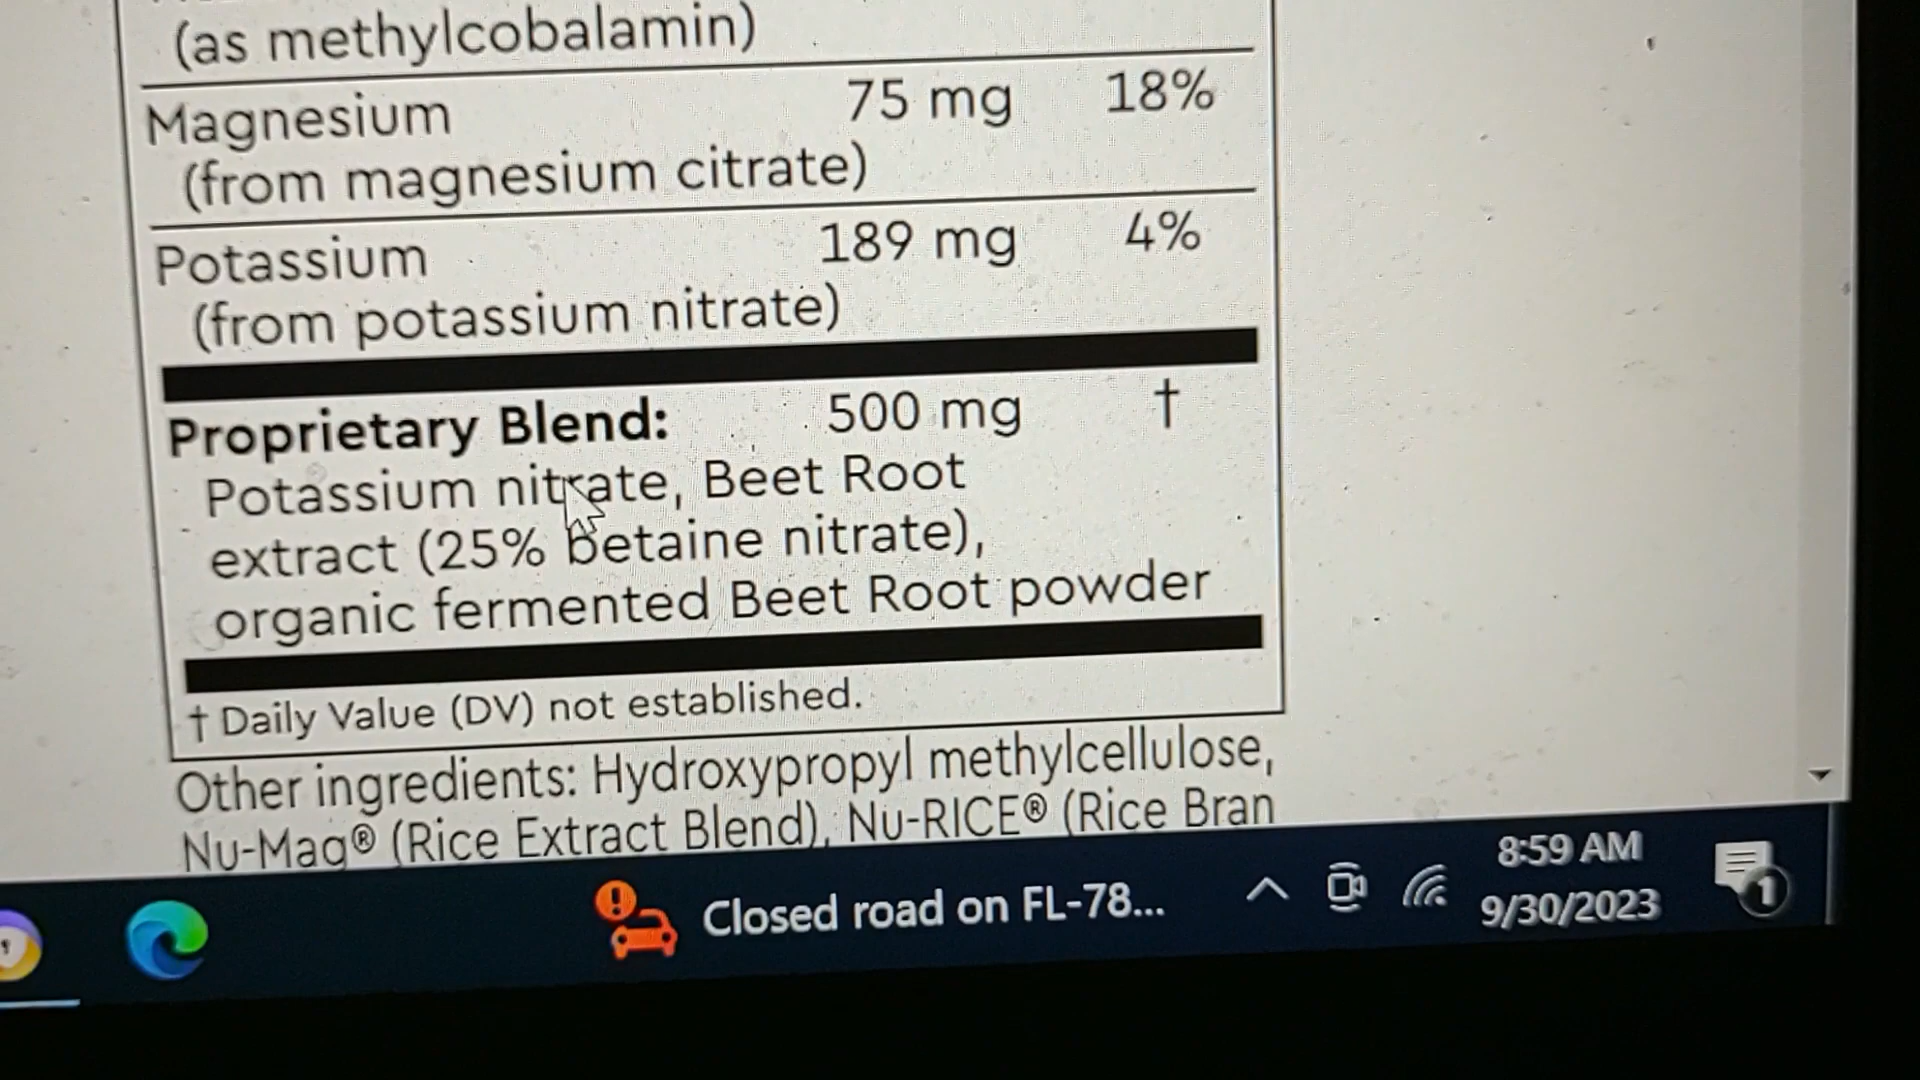 (as methylcobalamin)
Magnesium 75 mg 18%
(from magnesium citrate)
Potassium 189 mg 4%
(from potassium nitrate)
Proprietary Blend: 500 mg †
Potassium nitrate, Beet Root
extract (25% betaine nitrate),
organic fermented Beet Root powder
† Daily Value (DV) not established.
Other ingredients: Hydroxypropyl methylcellulose,
Nu-Mag® (Rice Extract Blend), Nu-RICE® (Rice Bran
Closed road on FL-78...
8:59 AM
9/30/2023
1